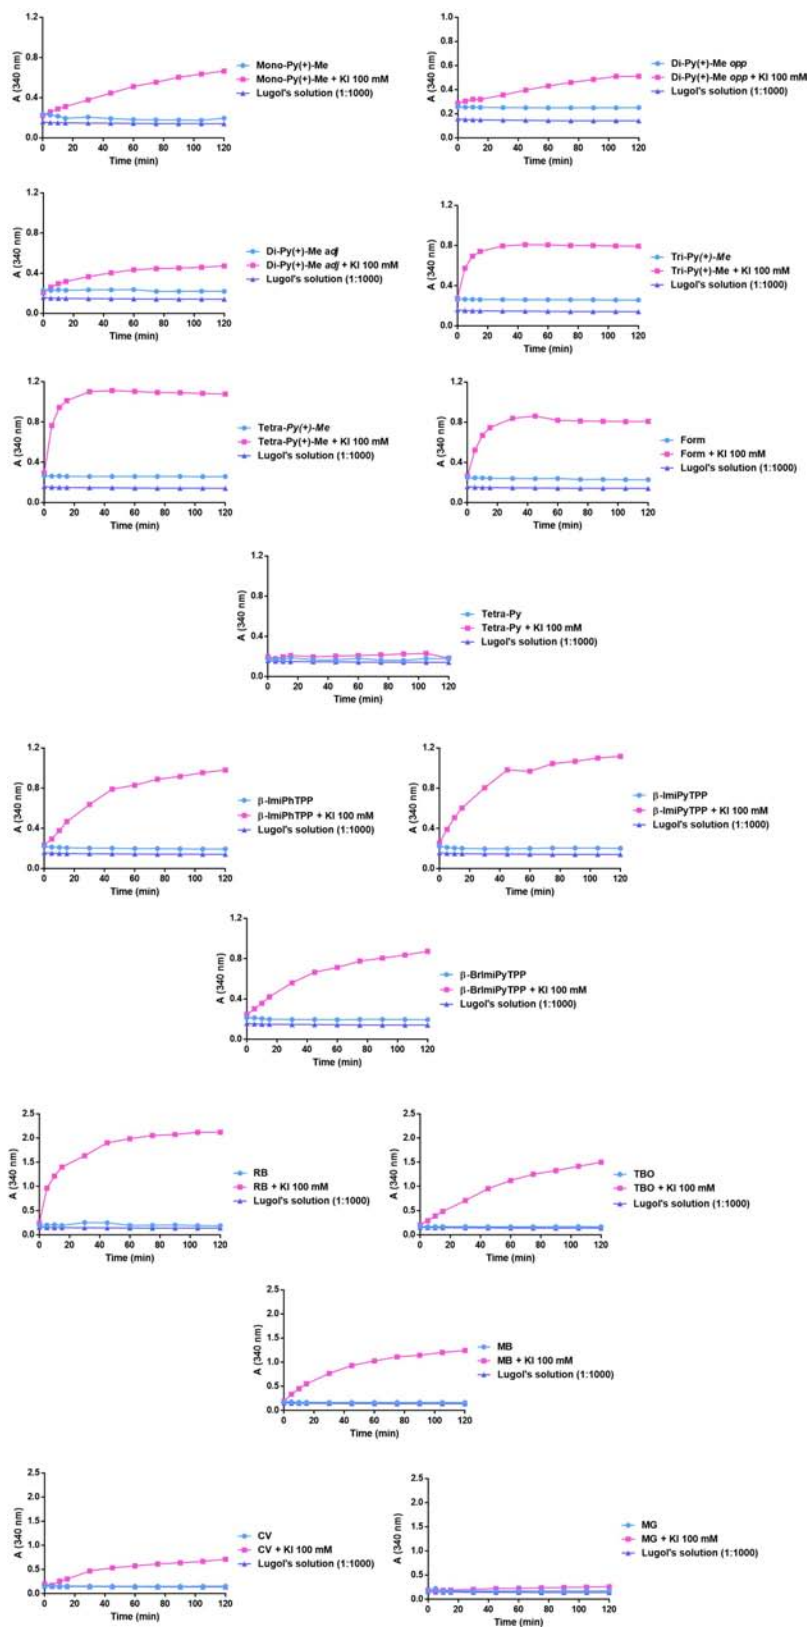 A (340 nm)
1.2
0.8
0.4
0.0
0 20 40 60 80 100 120
Time (min)
Mono-Py(+)-Me
Mono-Py(+)-Me + KI 100 mM
Lugol's solution (1:1000)
A (340 nm)
1.0
0.8
0.6
0.4
0.2
0.0
0 20 40 60 80 100 120
Time (min)
Di-Py(+)-Me opp
Di-Py(+)-Me opp + KI 100 mM
Lugol's solution (1:1000)
A (340 nm)
1.2
0.8
0.4
0.0
0 20 40 60 80 100 120
Time (min)
Di-Py(+)-Me adj
Di-Py(+)-Me adj + KI 100 mM
Lugol's solution (1:1000)
A (340 nm)
1.2
0.8
0.4
0.0
0 20 40 60 80 100 120
Time (min)
Tri-Py(+)-Me
Tri-Py(+)-Me + KI 100 mM
Lugol's solution (1:1000)
A (340 nm)
1.2
0.8
0.4
0.0
0 20 40 60 80 100 120
Time (min)
Tetra-Py(+)-Me
Tetra-Py(+)-Me + KI 100 mM
Lugol's solution (1:1000)
A (340 nm)
1.2
0.8
0.4
0.0
0 20 40 60 80 100 120
Time (min)
Form
Form + KI 100 mM
Lugol's solution (1:1000)
A (340 nm)
1.2
0.8
0.4
0.0
0 20 40 60 80 100 120
Time (min)
Tetra-Py
Tetra-Py + KI 100 mM
Lugol's solution (1:1000)
A (340 nm)
1.2
0.8
0.4
0.0
0 20 40 60 80 100 120
Time (min)
β-ImiPhTPP
β-ImiPhTPP + KI 100 mM
Lugol's solution (1:1000)
A (340 nm)
1.2
0.8
0.4
0.0
0 20 40 60 80 100 120
Time (min)
β-ImiPyTPP
β-ImiPyTPP + KI 100 mM
Lugol's solution (1:1000)
A (340 nm)
1.2
0.8
0.4
0.0
0 20 40 60 80 100 120
Time (min)
β-BrImiPyTPP
β-BrImiPyTPP + KI 100 mM
Lugol's solution (1:1000)
A (340 nm)
2.5
2.0
1.5
1.0
0.5
0.0
0 20 40 60 80 100 120
Time (min)
RB
RB + KI 100 mM
Lugol's solution (1:1000)
A (340 nm)
2.5
2.0
1.5
1.0
0.5
0.0
0 20 40 60 80 100 120
Time (min)
TBO
TBO + KI 100 mM
Lugol's solution (1:1000)
A (340 nm)
2.5
2.0
1.5
1.0
0.5
0.0
0 20 40 60 80 100 120
Time (min)
MB
MB + KI 100 mM
Lugol's solution (1:1000)
A (340 nm)
2.5
2.0
1.5
1.0
0.5
0.0
0 20 40 60 80 100 120
Time (min)
CV
CV + KI 100 mM
Lugol's solution (1:1000)
A (340 nm)
2.5
2.0
1.5
1.0
0.5
0.0
0 20 40 60 80 100 120
Time (min)
MG
MG + KI 100 mM
Lugol's solution (1:1000)